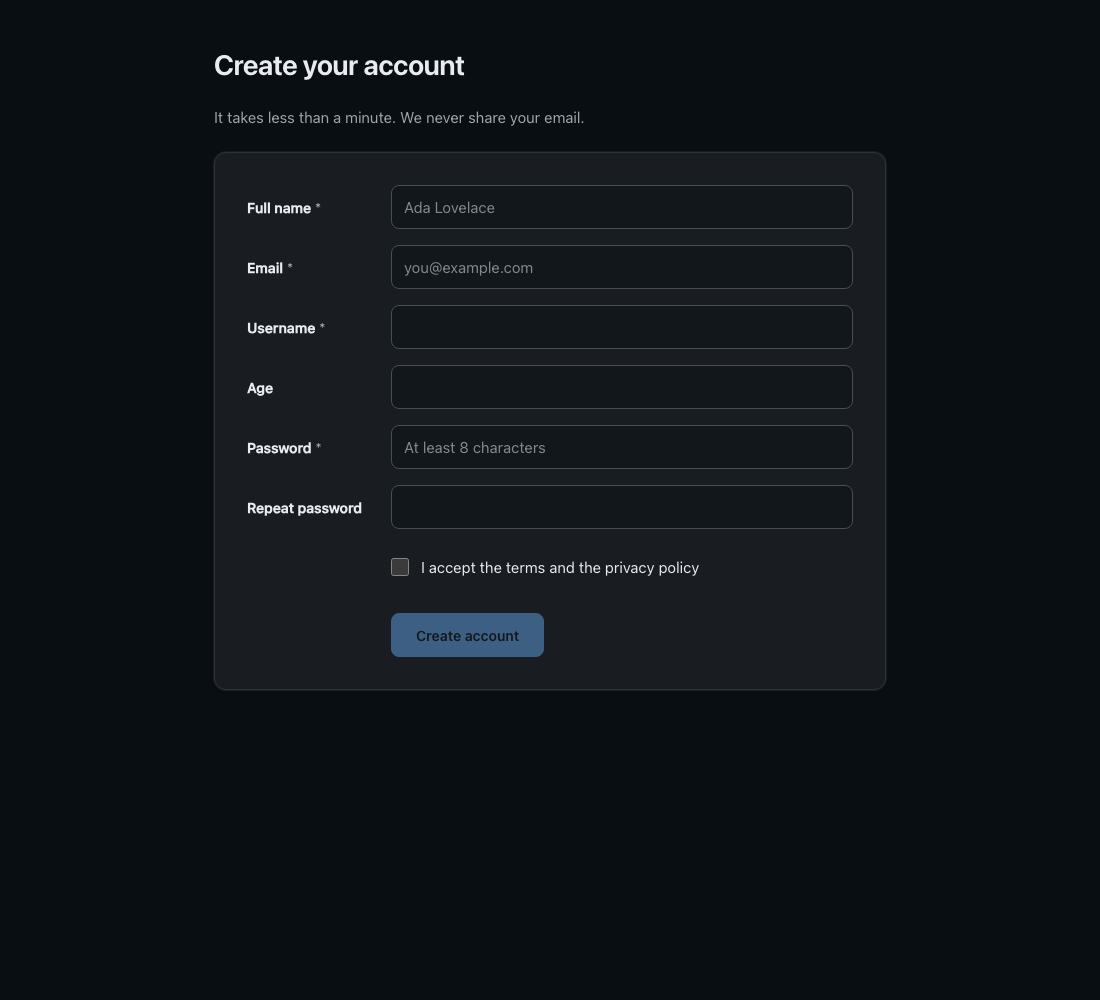 Create your account
It takes less than a minute. We never share your email.
Full name *
Ada Lovelace
Email *
you@example.com
Username *
Age
Password *
At least 8 characters
Repeat password
I accept the terms and the privacy policy
Create account